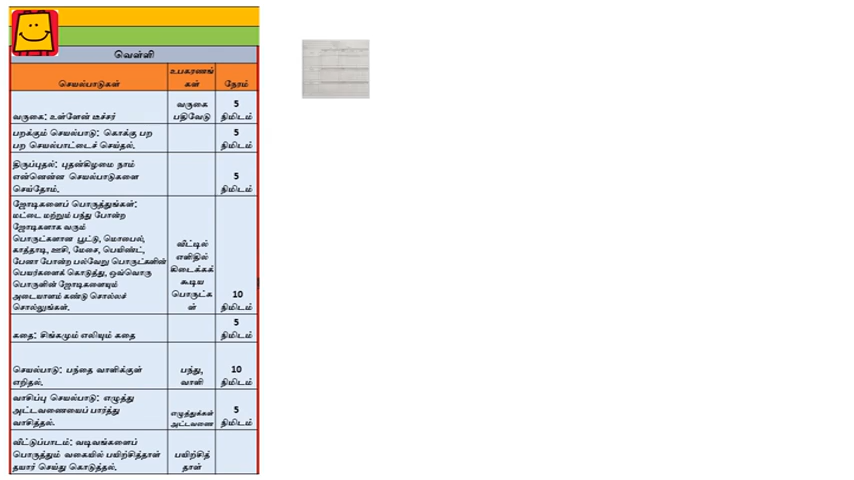 வெள்ளி
செயல்பாடுகள்
உபகரணங்
கள்
நேரம்
வருகை: உள்ளேன் டீச்சர்
வருகை
பதிவேடு
5
நிமிடம்
பறக்கும் செயல்பாடு: கொக்கு பற
பற செயல்பாட்டைச் செய்தல்.
5
நிமிடம்
திருப்புதல்: புதன்கிழமை நாம்
என்னென்ன செயல்பாடுகளை
செய்தோம்.
5
நிமிடம்
ஜோடிகளைப் பொருத்துங்கள்:
மட்டை மற்றும் பந்து போன்ற
ஜோடிகளாக வரும்
பொருட்களான பூட்டு, மொபைல்,
காத்தாடி, ஊசி, மேசை, பெயிண்ட்,
பேனா போன்ற பல்வேறு பொருட்களின்
பெயர்களைக் கொடுத்து, ஒவ்வொரு
பொருளின் ஜோடிகளையும்
அடையாளம் கண்டு சொல்லச்
சொல்லுங்கள்.
வீட்டில்
எளிதில்
கிடைக்கக்
கூடிய
பொருட்க
ள்
10
நிமிடம்
கதை: சிங்கமும் எலியும் கதை
5
நிமிடம்
செயல்பாடு: பந்தை வாளிக்குள்
எறிதல்.
பந்து,
வாளி
10
நிமிடம்
வாசிப்பு செயல்பாடு: எழுத்து
அட்டவணையைப் பார்த்து
வாசித்தல்.
எழுத்துக்கள்
அட்டவணை
5
நிமிடம்
வீட்டுப்பாடம்: வடிவங்களைப்
பொருத்தும் வகையில் பயிற்சித்தாள்
தயார் செய்து கொடுத்தல்.
பயிற்சித்
தாள்